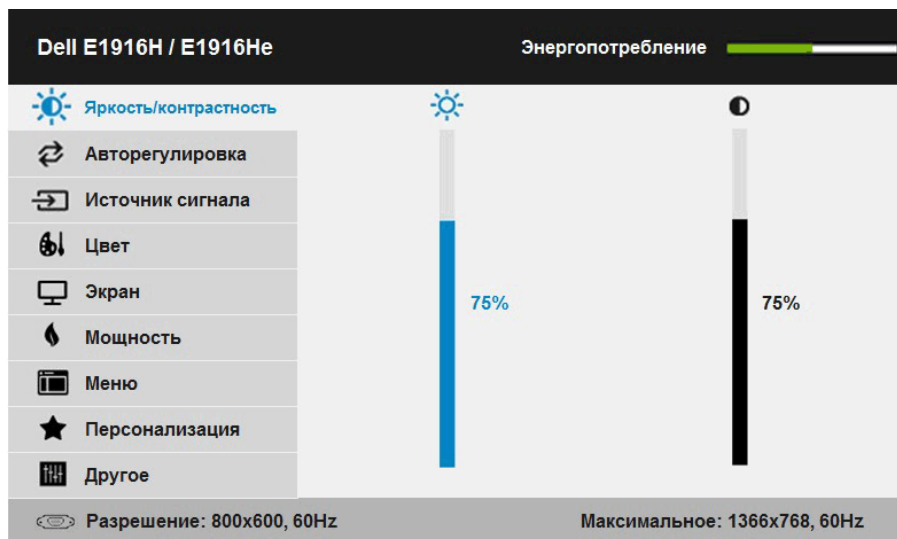 Dell E1916H / E1916He
Энергопотребление
Яркость/контрастность
Авторегулировка
Источник сигнала
Цвет
Экран
75%
75%
Мощность
Меню
Персонализация
Другое
Разрешение: 800x600, 60Hz
Максимальное: 1366x768, 60Hz